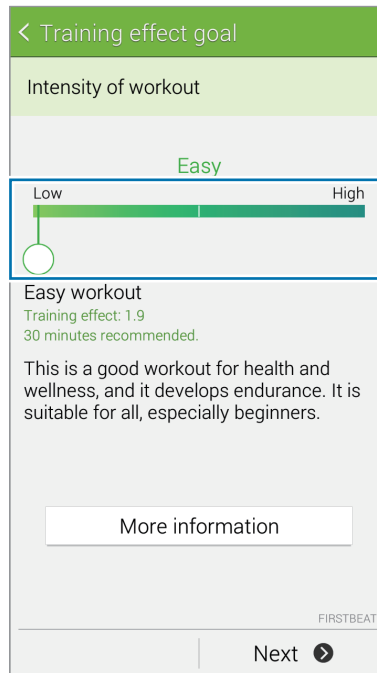 Training effect goal
Intensity of workout
Easy
Low High
Easy workout
Training effect: 1.9
30 minutes recommended.
This is a good workout for health and
wellness, and it develops endurance. It is
suitable for all, especially beginners.
More information
FIRSTBEAT
Next